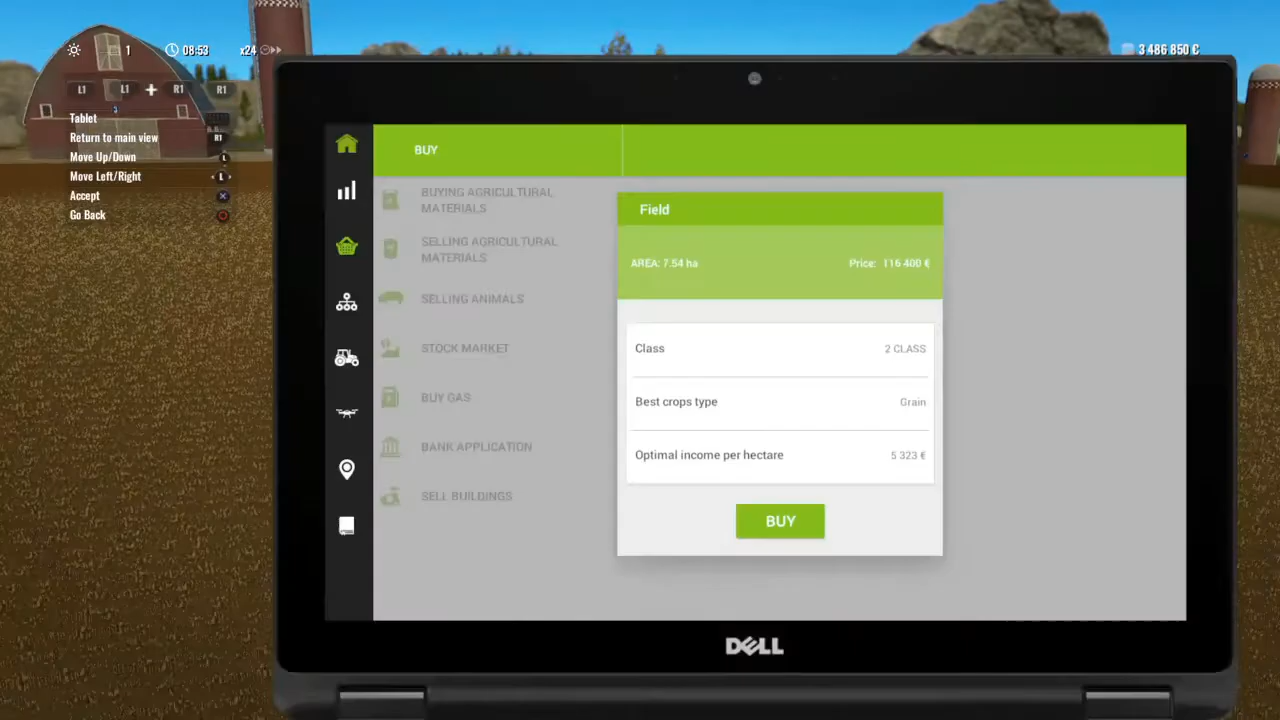 1
08:53
x24
3 486 850 €
L1
L1
R1
R1
Tablet
Return to main view
R1
Move Up/Down
L
Move Left/Right
L
Accept
Go Back
BUY
BUYING AGRICULTURAL
MATERIALS
SELLING AGRICULTURAL
MATERIALS
SELLING ANIMALS
STOCK MARKET
BUY GAS
BANK APPLICATION
SELL BUILDINGS
Field
AREA: 7.54 ha
Price: 116 400 €
Class
2 CLASS
Best crops type
Grain
Optimal income per hectare
5 323 €
BUY
DELL